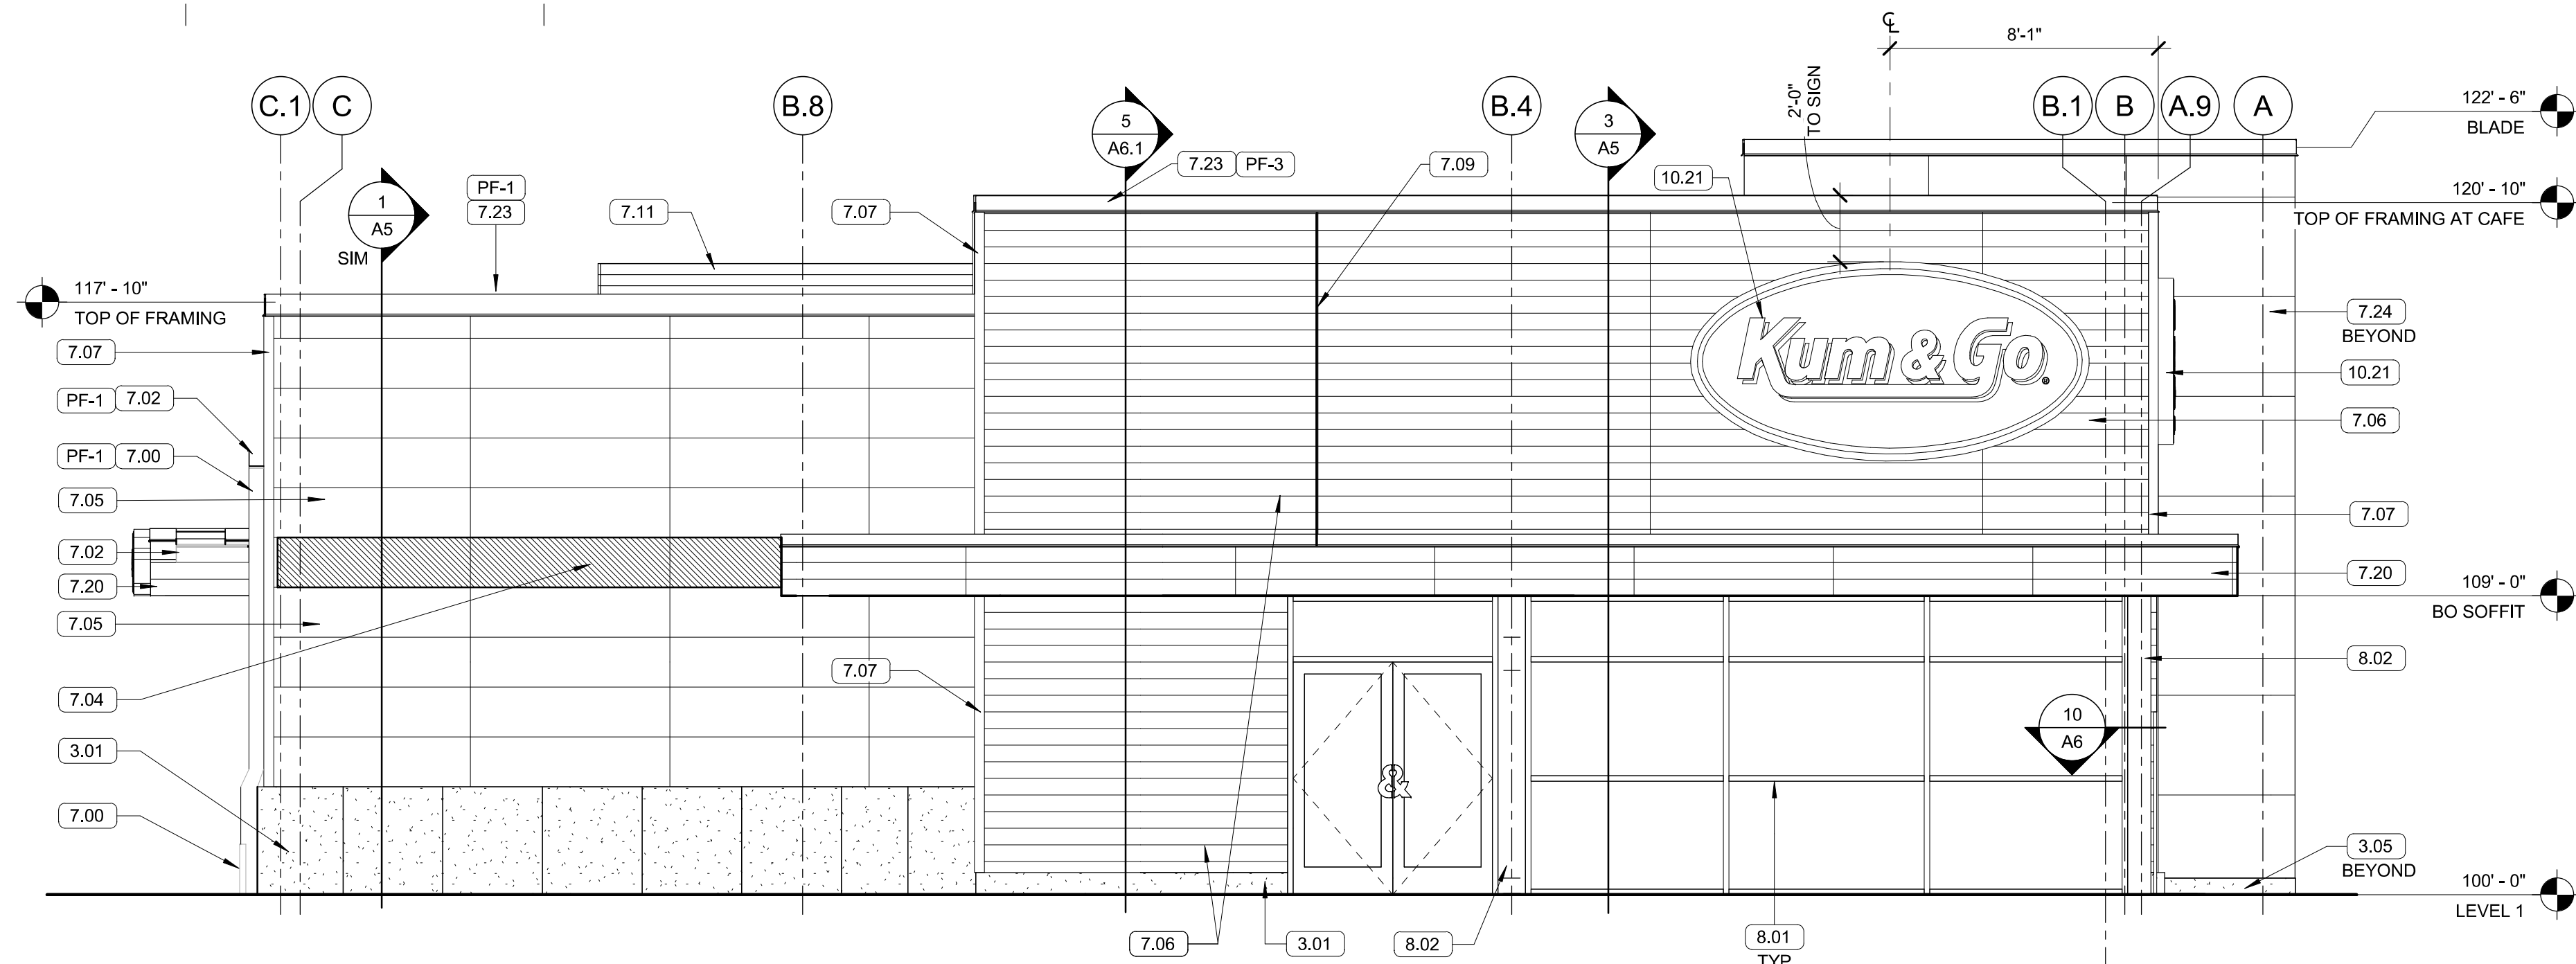 ℄
8'-1"
2'-0"
TO SIGN
C.1
C
B.8
B.4
B.1
B
A.9
A
122' - 6"
BLADE
5
A6.1
3
A5
7.23 PF-3
7.09
10.21
PF-1
7.23
7.11
7.07
1
A5
SIM
120' - 10"
TOP OF FRAMING AT CAFE
117' - 10"
TOP OF FRAMING
7.24
BEYOND
7.07
10.21
Kum & Go®
PF-1 7.02
7.06
PF-1 7.00
7.05
7.07
7.02
7.20
7.20
109' - 0"
BO SOFFIT
7.05
7.07
8.02
7.04
10
A6
3.01
&
7.00
3.05
BEYOND
100' - 0"
LEVEL 1
7.06
3.01
8.02
8.01
TYP